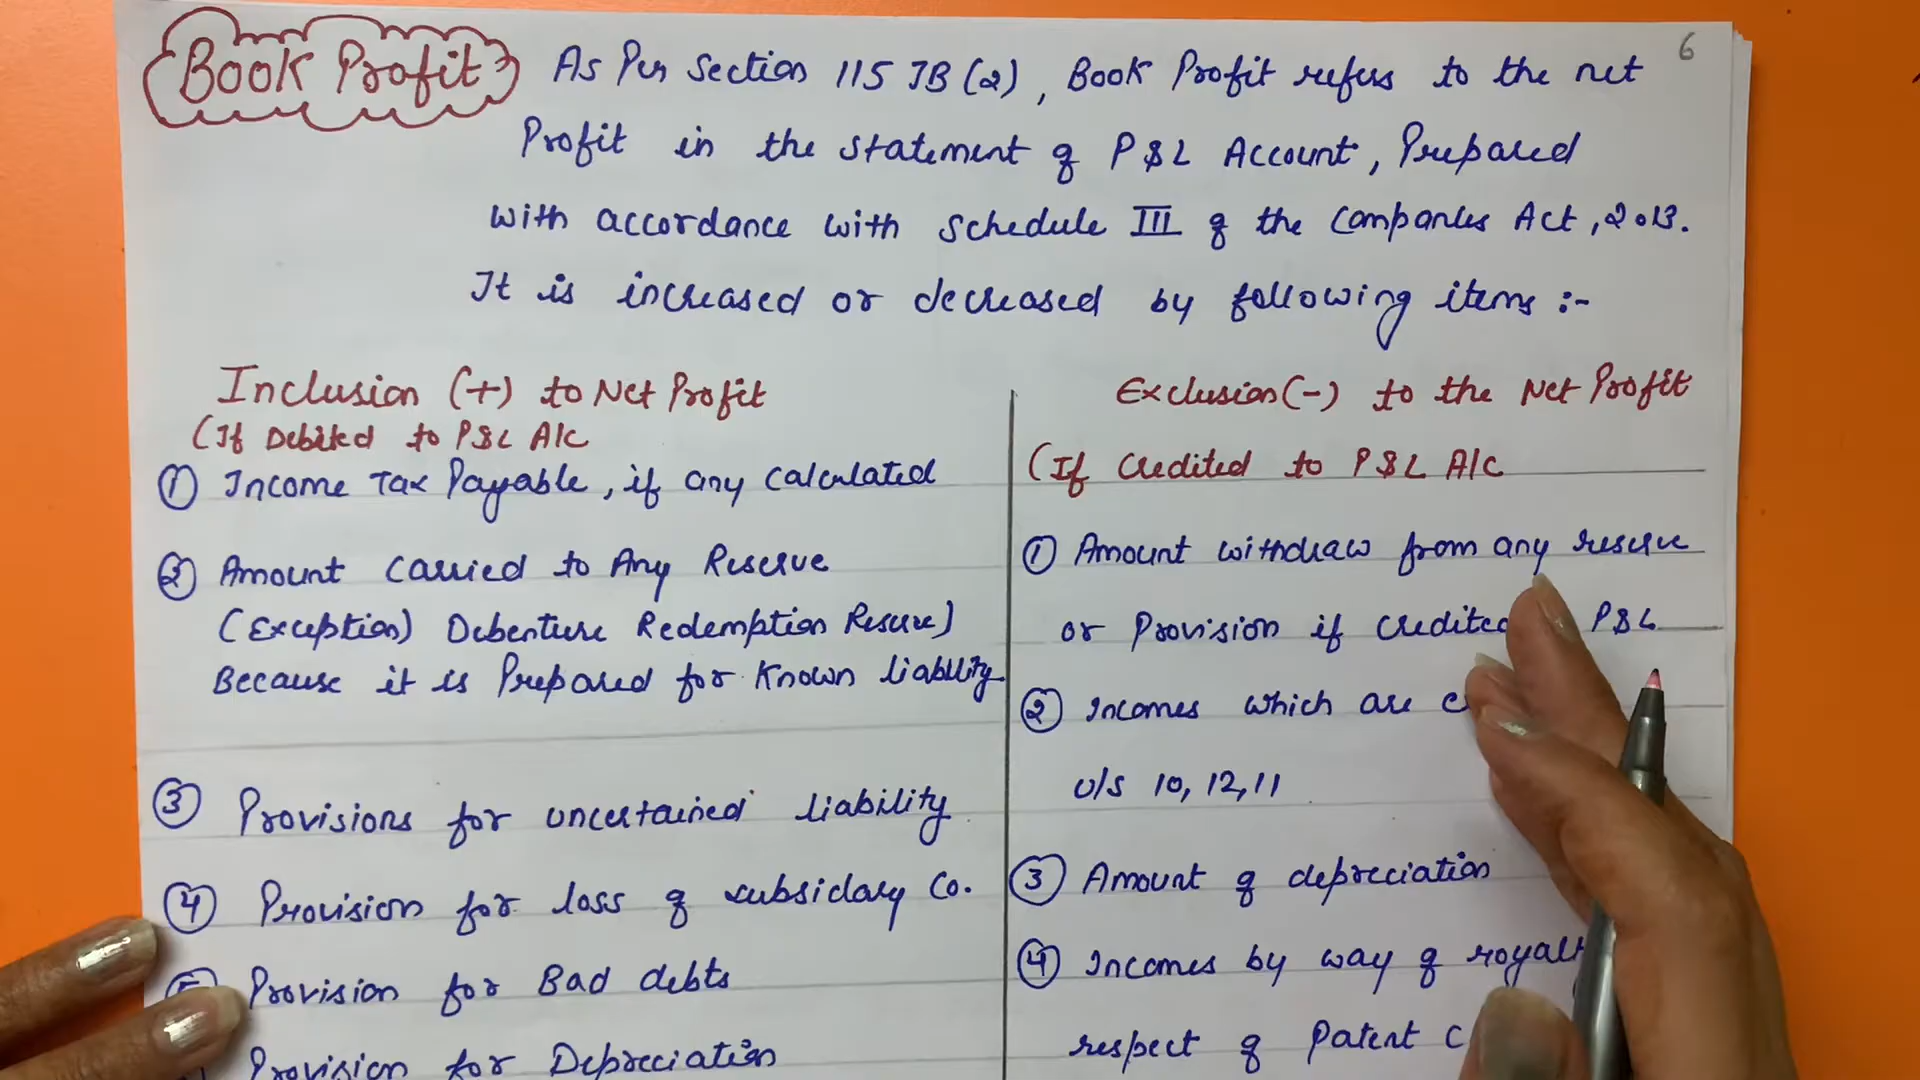 6
Book Profit As Per Section 115 JB (2), Book Profit refers to the net
Profit in the statement of P&L Account, Prepared
with accordance with Schedule III of the Companies Act, 2013.
It is increased or decreased by following items :-
Inclusion (+) to Net Profit
(If Debited to P&L A/c
① Income Tax Payable, if any calculated
② Amount carried to Any Reserve
(Exception) Debenture Redemption Reserve)
Because it is Prepared for Known liability
③ Provisions for uncertained liability
④ Provision for loss of subsidary Co.
Provision for Bad debts
Provision for Depreciation
Exclusion (-) to the Net Profit
(If Credited to P&L A/c
① Amount withdraw from any reserve
or Provision if Credited P&L
② Incomes which are
u/s 10, 12, 11
③ Amount of depreciation
④ Incomes by way of
respect of Patent